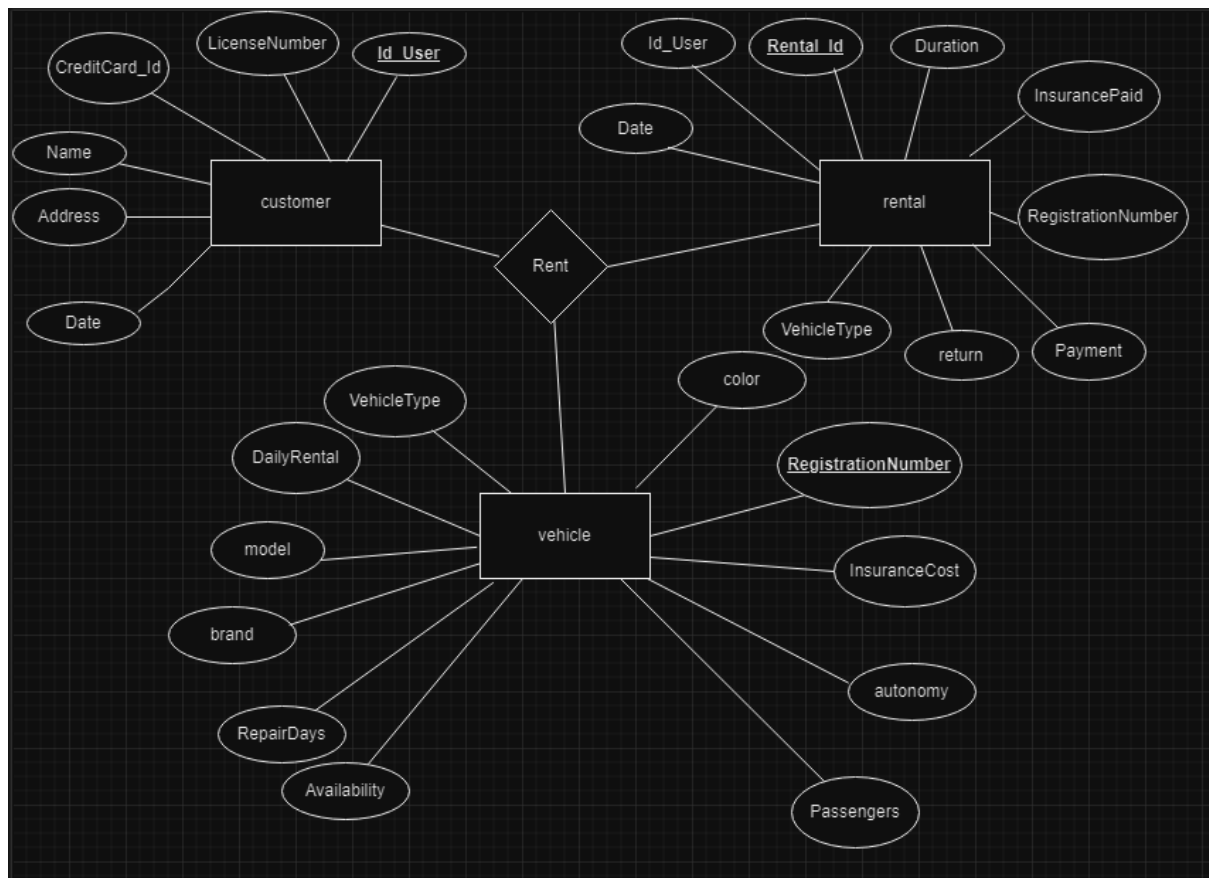 LicenseNumber
Id_User
CreditCard_Id
Name
Address
Date
customer
Id_User
Rental_Id
Duration
InsurancePaid
Date
rental
RegistrationNumber
Rent
VehicleType
return
Payment
color
VehicleType
DailyRental
RegistrationNumber
model
vehicle
InsuranceCost
brand
autonomy
RepairDays
Availability
Passengers